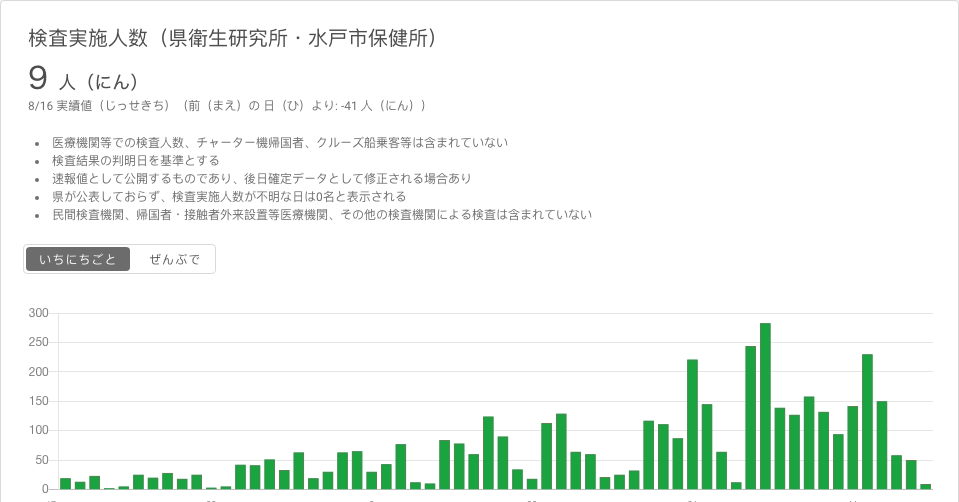 検査実施人数（県衛生研究所・水戸市保健所）
9 人（にん）
8/16 実績値（じっせきち）（前（まえ）の 日（ひ）より: -41 人（にん））
• 医療機関等での検査人数、チャーター機帰国者、クルーズ船乗客等は含まれていない
• 検査結果の判明日を基準とする
• 速報値として公開するものであり、後日確定データとして修正される場合あり
• 県が公表しておらず、検査実施人数が不明な日は0名と表示される
• 民間検査機関、帰国者・接触者外来設置等医療機関、その他の検査機関による検査は含まれていない
いちにちごと ぜんぶで
300
250
200
150
100
50
0